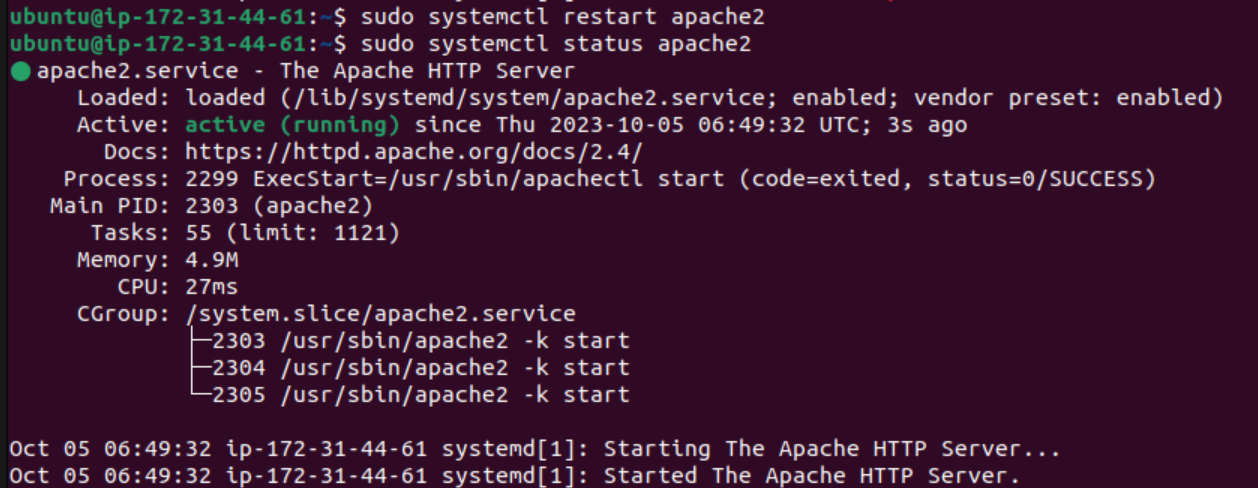 ubuntu@ip-172-31-44-61:~$ sudo systemctl restart apache2
ubuntu@ip-172-31-44-61:~$ sudo systemctl status apache2
● apache2.service - The Apache HTTP Server
     Loaded: loaded (/lib/systemd/system/apache2.service; enabled; vendor preset: enabled)
     Active: active (running) since Thu 2023-10-05 06:49:32 UTC; 3s ago
       Docs: https://httpd.apache.org/docs/2.4/
    Process: 2299 ExecStart=/usr/sbin/apachectl start (code=exited, status=0/SUCCESS)
   Main PID: 2303 (apache2)
      Tasks: 55 (limit: 1121)
     Memory: 4.9M
        CPU: 27ms
     CGroup: /system.slice/apache2.service
             ├─2303 /usr/sbin/apache2 -k start
             ├─2304 /usr/sbin/apache2 -k start
             └─2305 /usr/sbin/apache2 -k start
Oct 05 06:49:32 ip-172-31-44-61 systemd[1]: Starting The Apache HTTP Server...
Oct 05 06:49:32 ip-172-31-44-61 systemd[1]: Started The Apache HTTP Server.